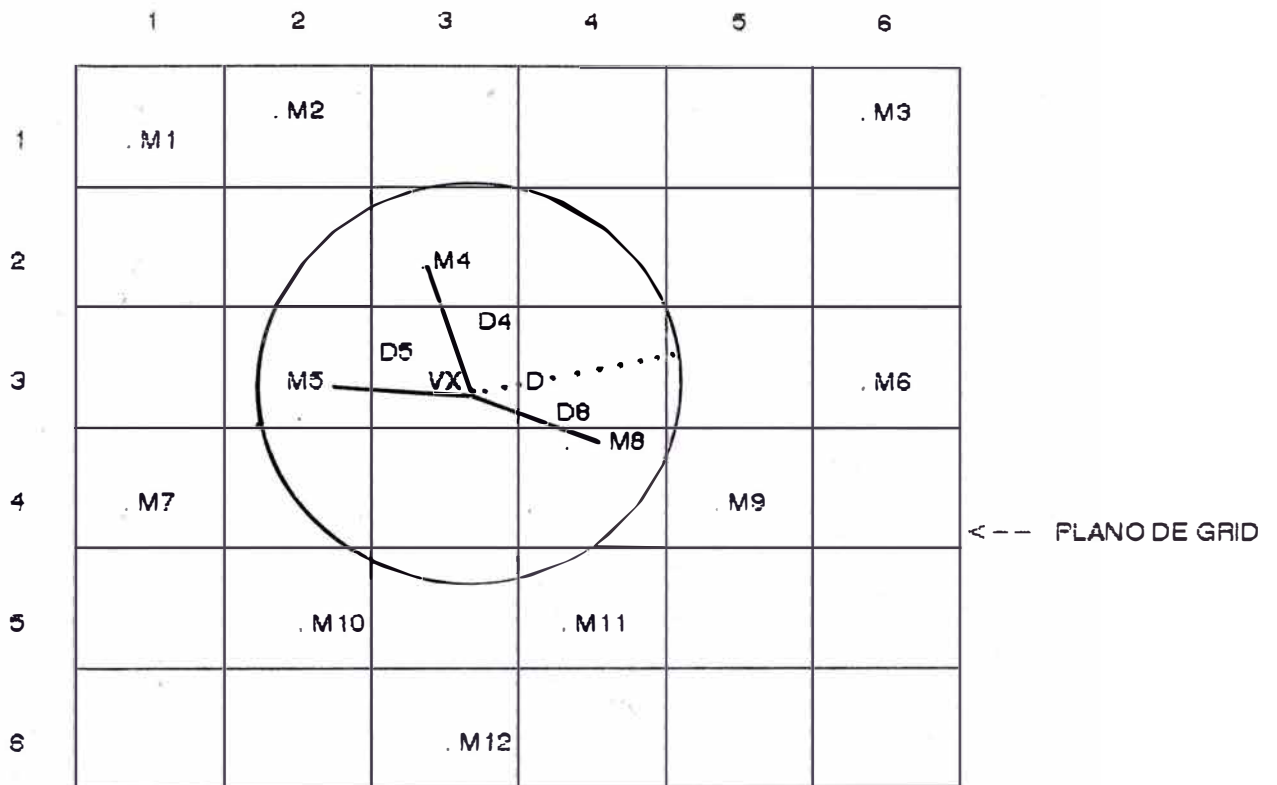 1 2 3 4 5 6
.M2 .M3
1 .M1
2 .M4
D4
D5
3 M5 VX D .M6
D8
M8
4 .M7 .M9
<-- PLANO DE GRID
5 .M10 .M11
6 .M12